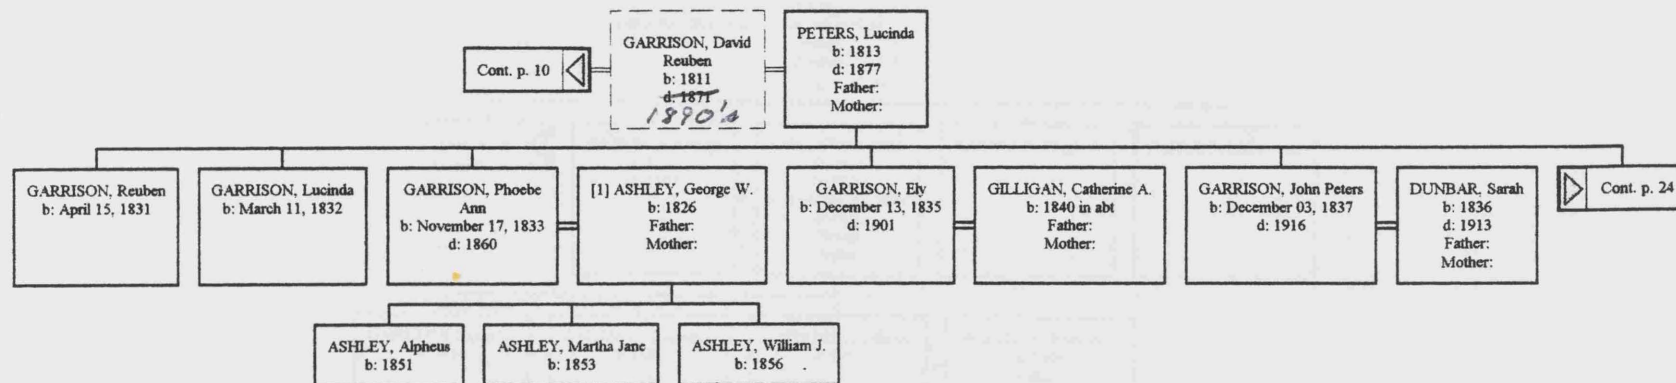 Cont. p. 10
GARRISON, David
Reuben
b: 1811
d: 1871
1890's
PETERS, Lucinda
b: 1813
d: 1877
Father:
Mother:
GARRISON, Reuben
b: April 15, 1831
GARRISON, Lucinda
b: March 11, 1832
GARRISON, Phoebe
Ann
b: November 17, 1833
d: 1860
[1] ASHLEY, George W.
b: 1826
Father:
Mother:
GARRISON, Ely
b: December 13, 1835
d: 1901
GILLIGAN, Catherine A.
b: 1840 in abt
Father:
Mother:
GARRISON, John Peters
b: December 03, 1837
d: 1916
DUNBAR, Sarah
b: 1836
d: 1913
Father:
Mother:
Cont. p. 24
ASHLEY, Alpheus
b: 1851
ASHLEY, Martha Jane
b: 1853
ASHLEY, William J.
b: 1856